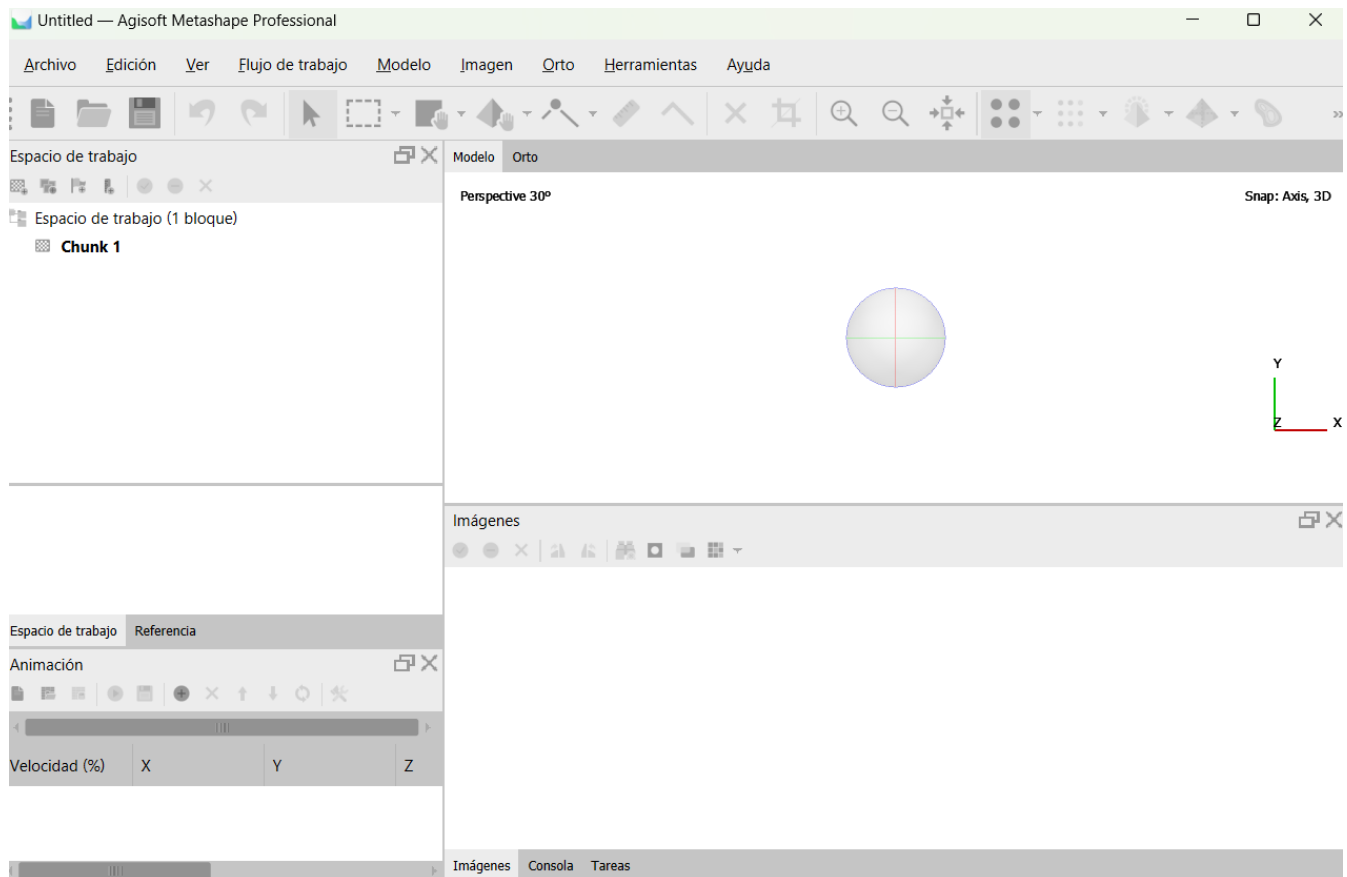 Untitled — Agisoft Metashape Professional
Archivo Edición Ver Flujo de trabajo Modelo Imagen Orto Herramientas Ayuda
Espacio de trabajo
Espacio de trabajo (1 bloque)
Chunk 1
Espacio de trabajo Referencia
Animación
Velocidad (%) X Y Z
Modelo Orto
Perspective 30° Snap: Axis, 3D
Y
Z X
Imágenes
Imágenes Consola Tareas